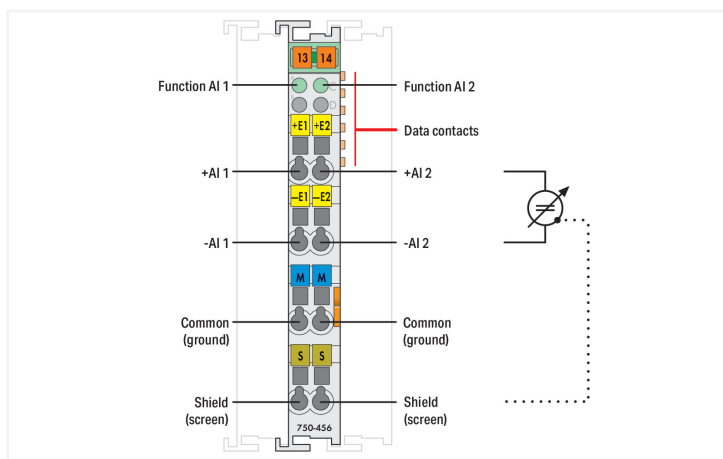 13 14
Function AI 1
Function AI 2
C
D
+E1 +E2
Data contacts
+AI 1
+AI 2
–E1 –E2
-AI 1
-AI 2
M M
Common
(ground)
Common
(ground)
S S
Shield
(screen)
Shield
(screen)
750-456